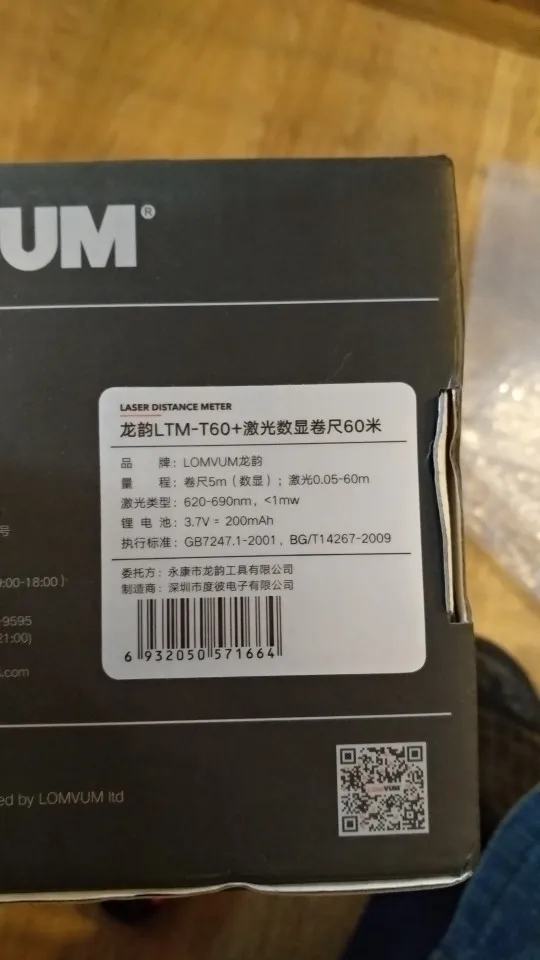 UM®
LASER DISTANCE METER
龙韵LTM-T60+激光数显卷尺60米
品 牌：LOMVUM龙韵
量 程：卷尺5m（数显）；激光0.05-60m
激光类型：620-690nm，<1mw
锂 电 池：3.7V = 200mAh
执行标准：GB7247.1-2001，BG/T14267-2009
委托方：永康市龙韵工具有限公司
制造商：深圳市度彼电子有限公司
6 932050 571664
号
:00-18:00）
-9595
21:00)
.com
ed by LOMVUM ltd
LOMVUM